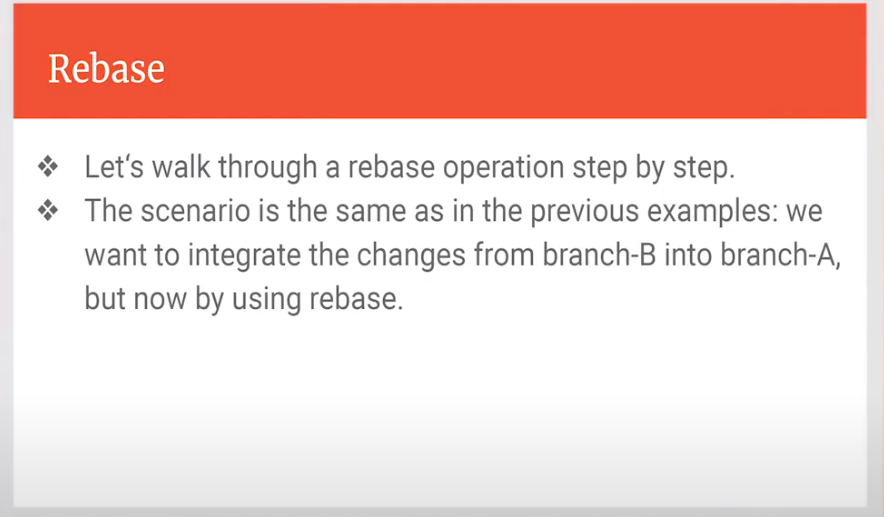 Rebase
❖ Let‘s walk through a rebase operation step by step.
❖ The scenario is the same as in the previous examples: we
want to integrate the changes from branch-B into branch-A,
but now by using rebase.